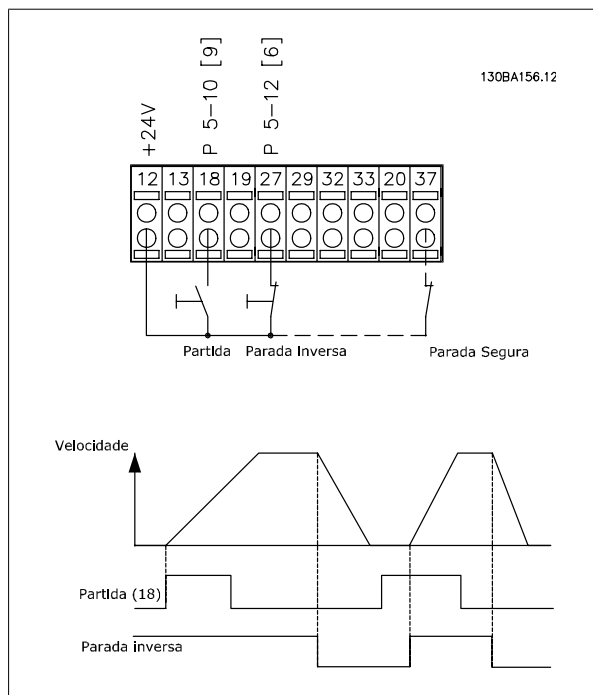 P 5-10 [9]
P 5-12 [6]
130BA156.12
+24V
12 13 18 19 27 29 32 33 20 37
Partida Parada Inversa Parada Segura
Velocidade
Partida (18)
Parada inversa